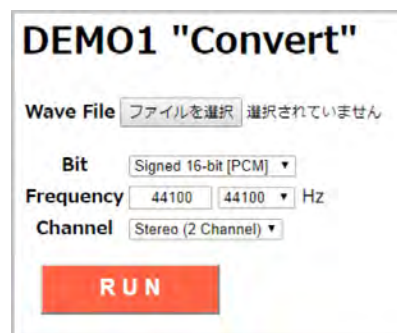 DEMO1 "Convert"
Wave File ファイルを選択 選択されていません
Bit Signed 16-bit [PCM] ▼
Frequency 44100 44100 ▼ Hz
Channel Stereo (2 Channel) ▼
RUN